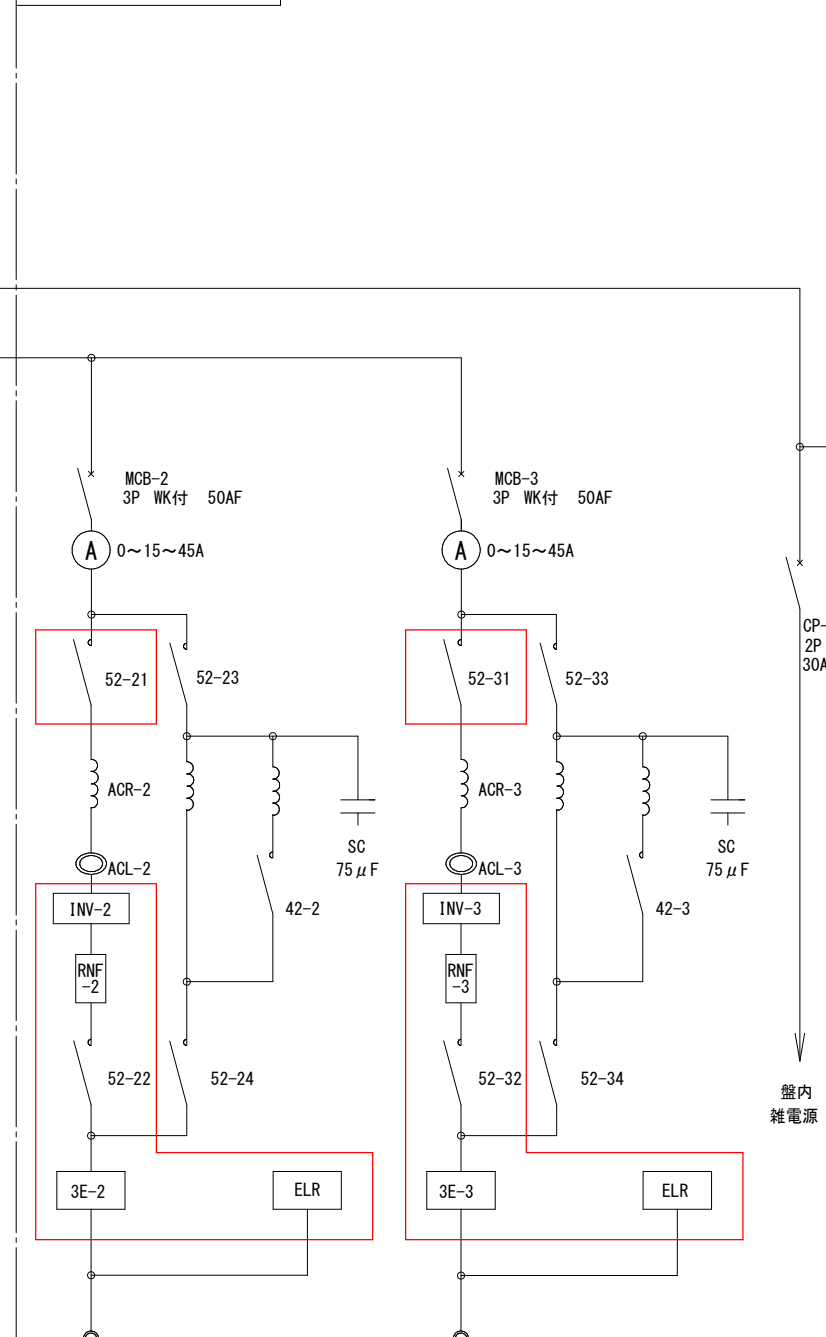 MCB-2
3P WK付 50AF
A
0～15～45A
MCB-3
3P WK付 50AF
A
0～15～45A
CP-
2P
30A
52-21
52-23
52-31
52-33
ACR-2
ACR-3
SC
75μF
SC
75μF
ACL-2
ACL-3
INV-2
42-2
INV-3
42-3
RNF
-2
RNF
-3
52-22
52-24
52-32
52-34
盤内
雑電源
3E-2
ELR
3E-3
ELR